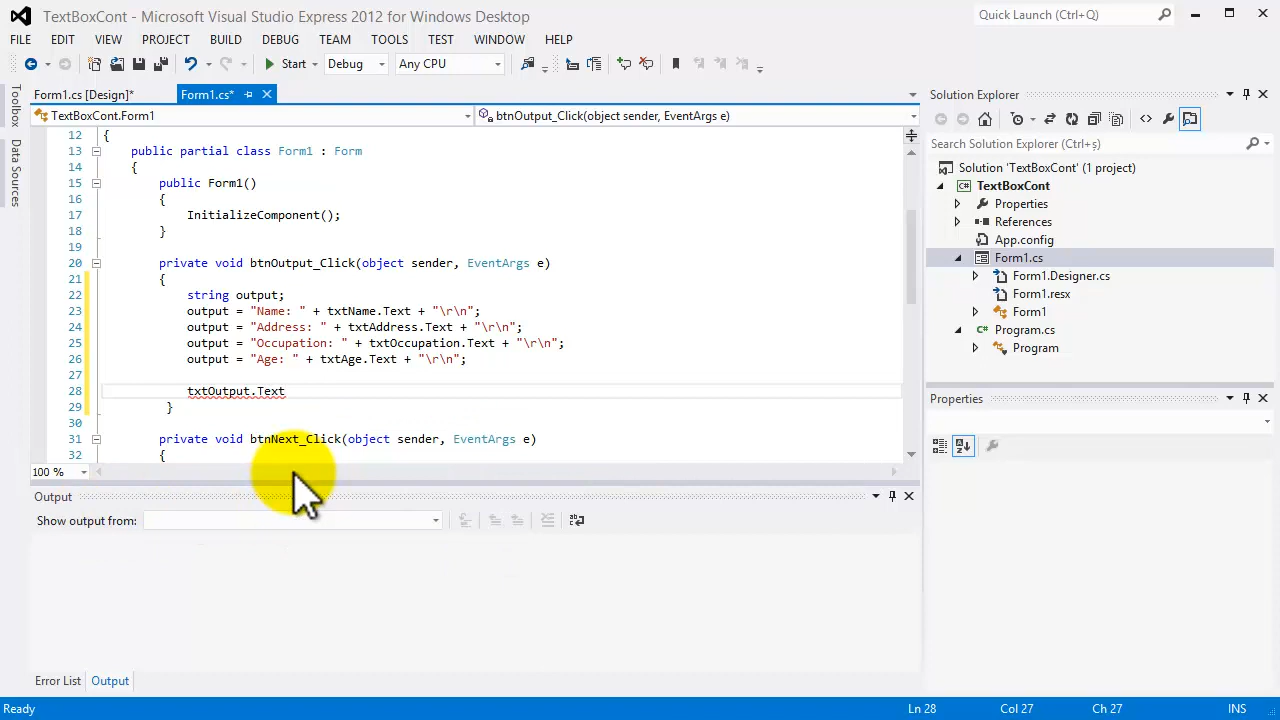 TextBoxCont - Microsoft Visual Studio Express 2012 for Windows Desktop
Quick Launch (Ctrl+Q)
FILE EDIT VIEW PROJECT BUILD DEBUG TEAM TOOLS TEST WINDOW HELP
Start Debug Any CPU
Toolbox
Data Sources
Form1.cs [Design]* Form1.cs*
TextBoxCont.Form1 btnOutput_Click(object sender, EventArgs e)
12 {
13 public partial class Form1 : Form
14 {
15 public Form1()
16 {
17 InitializeComponent();
18 }
19
20 private void btnOutput_Click(object sender, EventArgs e)
21 {
22 string output;
23 output = "Name: " + txtName.Text + "\r\n";
24 output = "Address: " + txtAddress.Text + "\r\n";
25 output = "Occupation: " + txtOccupation.Text + "\r\n";
26 output = "Age: " + txtAge.Text + "\r\n";
27
28 txtOutput.Text
29 }
30
31 private void btnNext_Click(object sender, EventArgs e)
32 {
100 %
Output
Show output from:
Error List Output
Solution Explorer
Search Solution Explorer (Ctrl+ş)
Solution 'TextBoxCont' (1 project)
TextBoxCont
Properties
References
App.config
Form1.cs
Form1.Designer.cs
Form1.resx
Form1
Program.cs
Program
Properties
Ready Ln 28 Col 27 Ch 27 INS